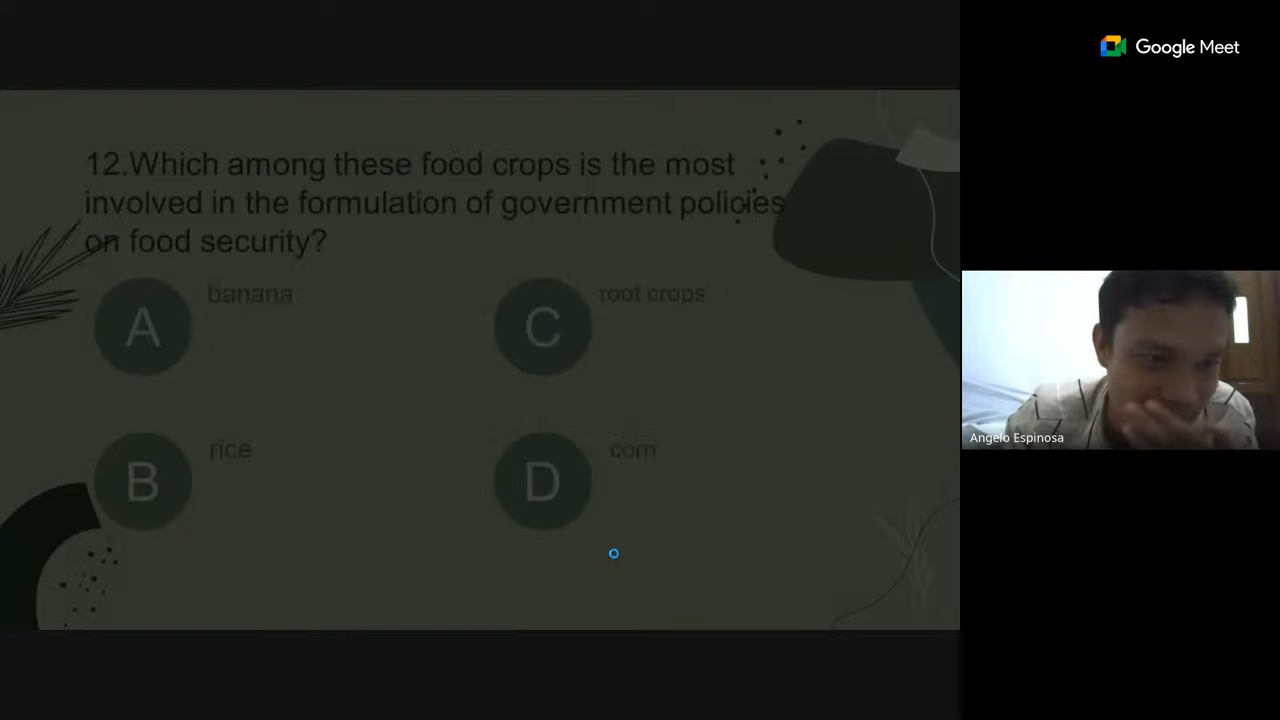 Google Meet
12.Which among these food crops is the most
involved in the formulation of government policies
on food security?
A
banana
C
root crops
B
rice
D
corn
Angelo Espinosa